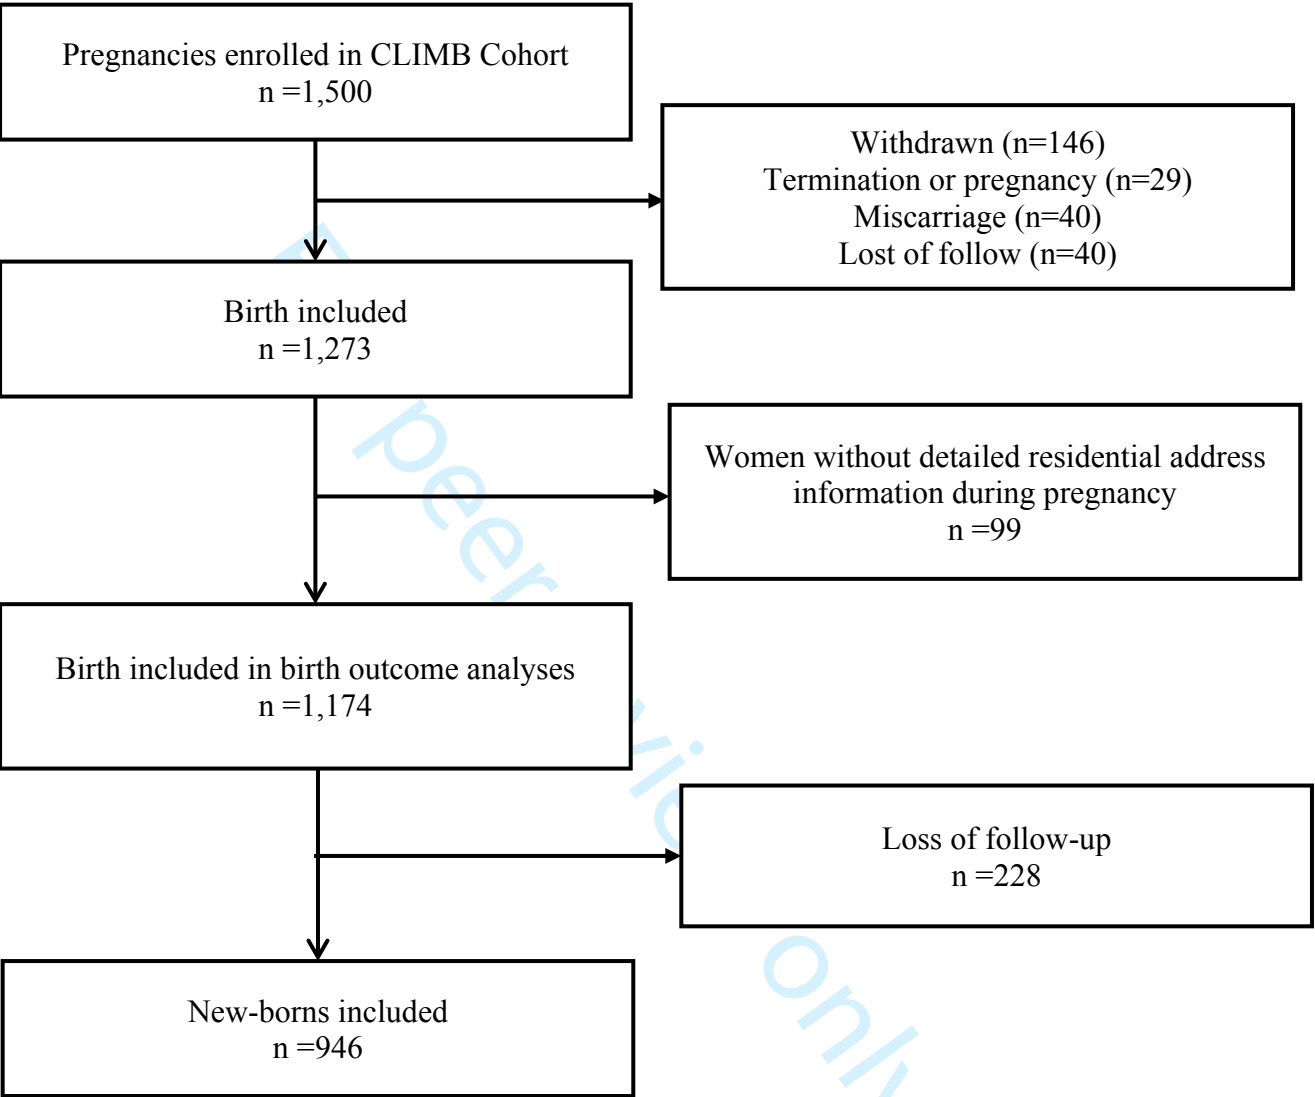 Pregnancies enrolled in CLIMB Cohort
n =1,500
Withdrawn (n=146)
Termination or pregnancy (n=29)
Miscarriage (n=40)
Lost of follow (n=40)
Birth included
n =1,273
Women without detailed residential address
information during pregnancy
n =99
Birth included in birth outcome analyses
n =1,174
Loss of follow-up
n =228
New-borns included
n =946
peer
only